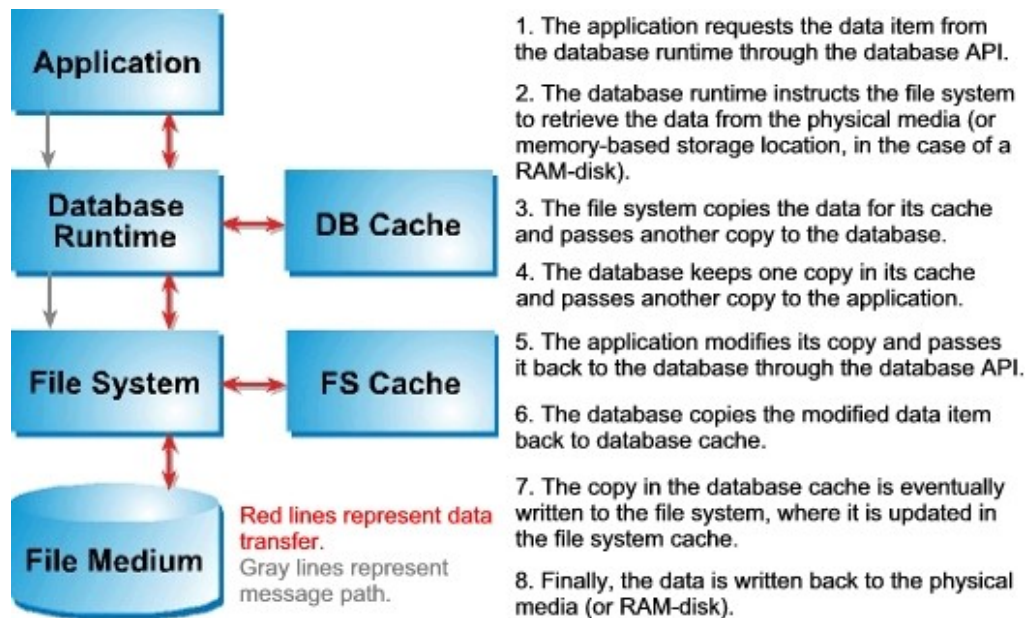 Application
Database
Runtime
DB Cache
File System
FS Cache
File Medium
Red lines represent data
transfer.
Gray lines represent
message path.
1. The application requests the data item from
the database runtime through the database API.
2. The database runtime instructs the file system
to retrieve the data from the physical media (or
memory-based storage location, in the case of a
RAM-disk).
3. The file system copies the data for its cache
and passes another copy to the database.
4. The database keeps one copy in its cache
and passes another copy to the application.
5. The application modifies its copy and passes
it back to the database through the database API.
6. The database copies the modified data item
back to database cache.
7. The copy in the database cache is eventually
written to the file system, where it is updated in
the file system cache.
8. Finally, the data is written back to the physical
media (or RAM-disk).